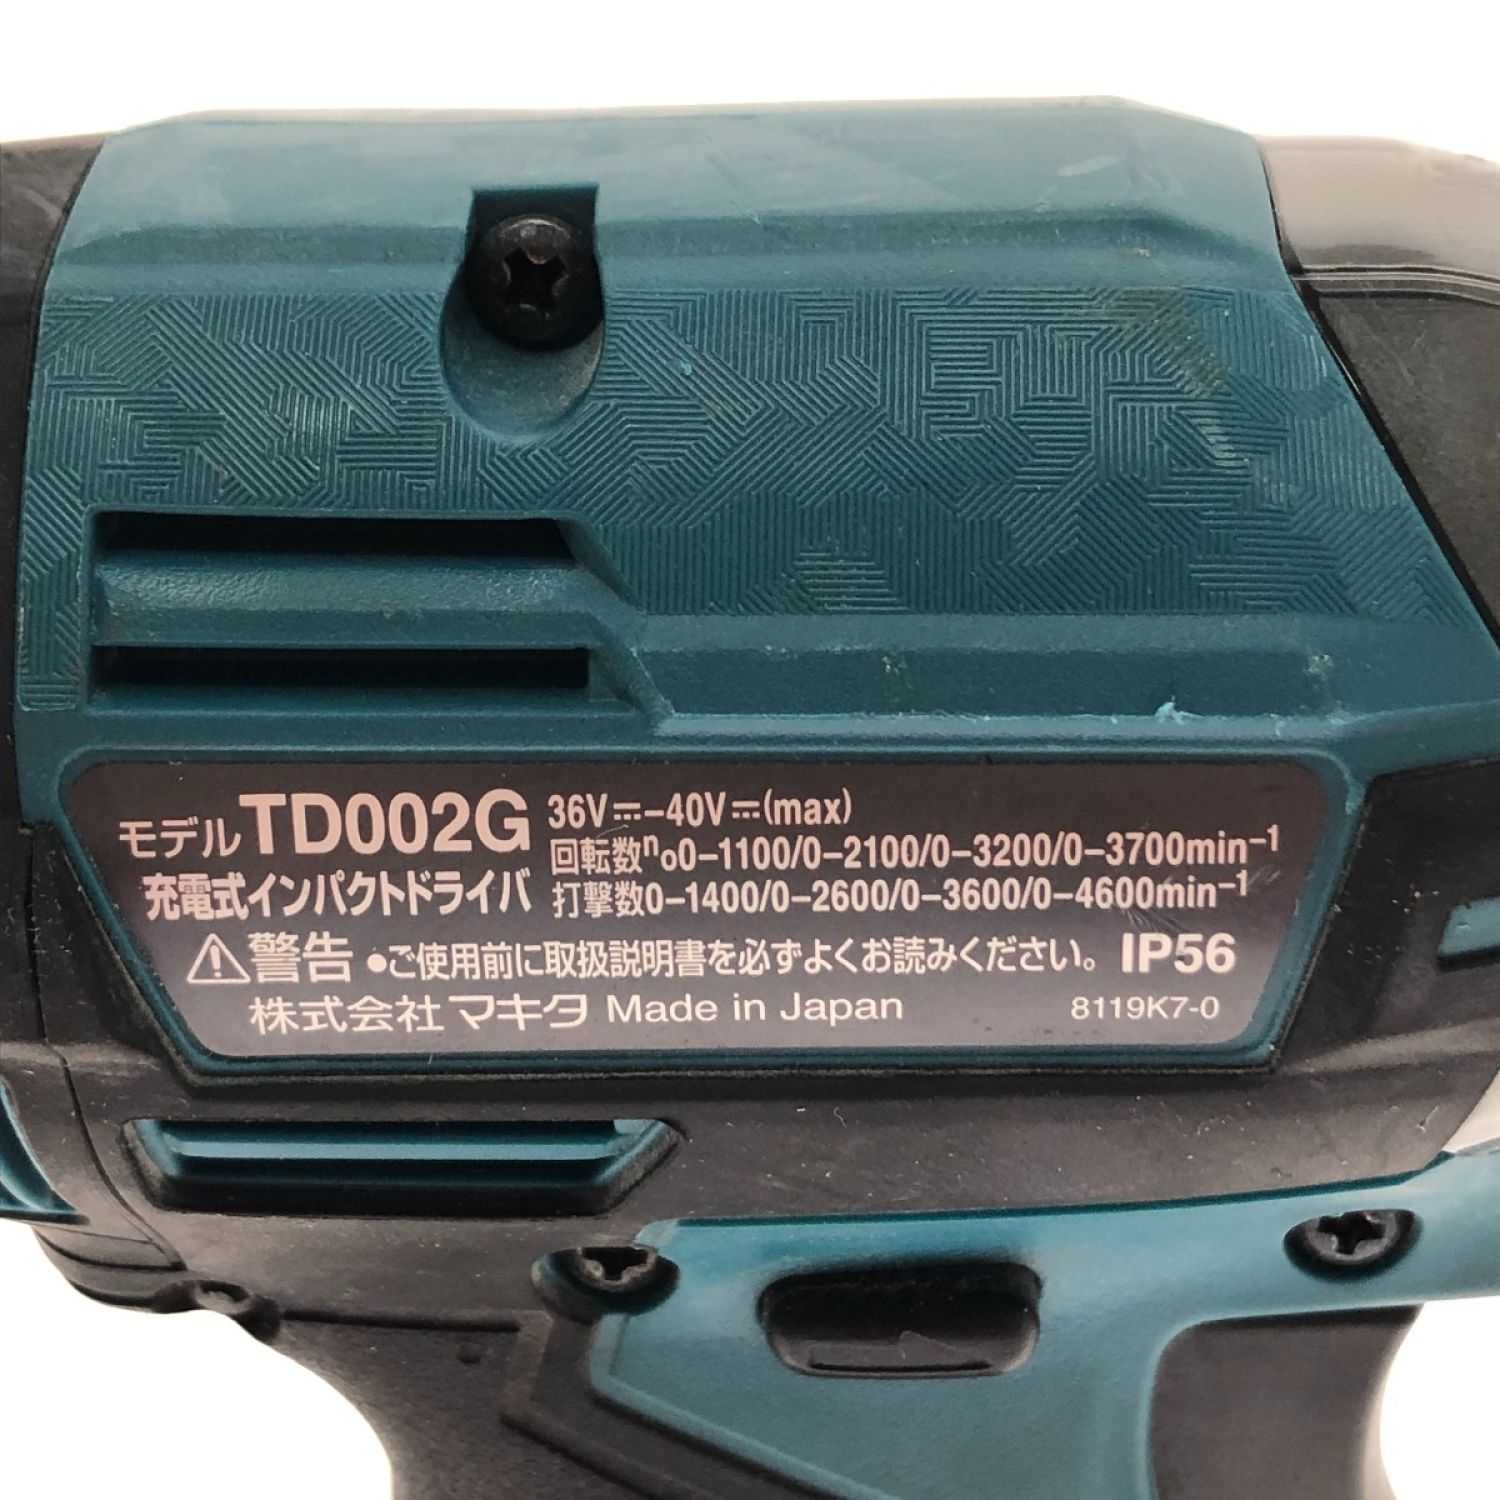 モデルTD002G 36V⎓-40V⎓(max)
回転数n₀0-1100/0-2100/0-3200/0-3700min⁻¹
充電式インパクトドライバ 打撃数0-1400/0-2600/0-3600/0-4600min⁻¹
⚠警告 ●ご使用前に取扱説明書を必ずよくお読みください。 IP56
株式会社マキタ Made in Japan 8119K7-0